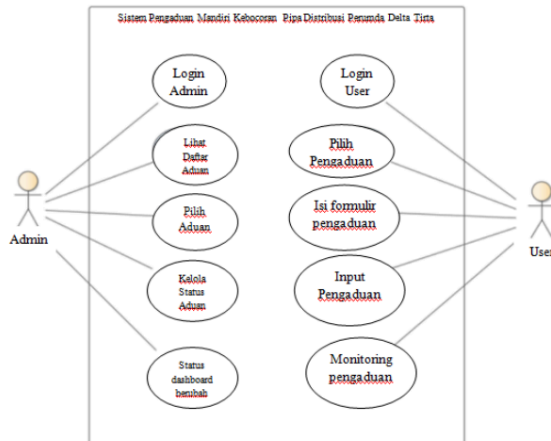 Sistem Pengaduan Mandiri Kebocoran Pipa Distribusi Perumda Delta Tirta
Login
Admin
Lihat
Daftar
Aduan
Pilih
Aduan
Kelola
Status
Aduan
Status
dashboard
berubah
Login
User
Pilih
Pengaduan
Isi formulir
pengaduan
Input
Pengaduan
Monitoring
pengaduan
Admin
User